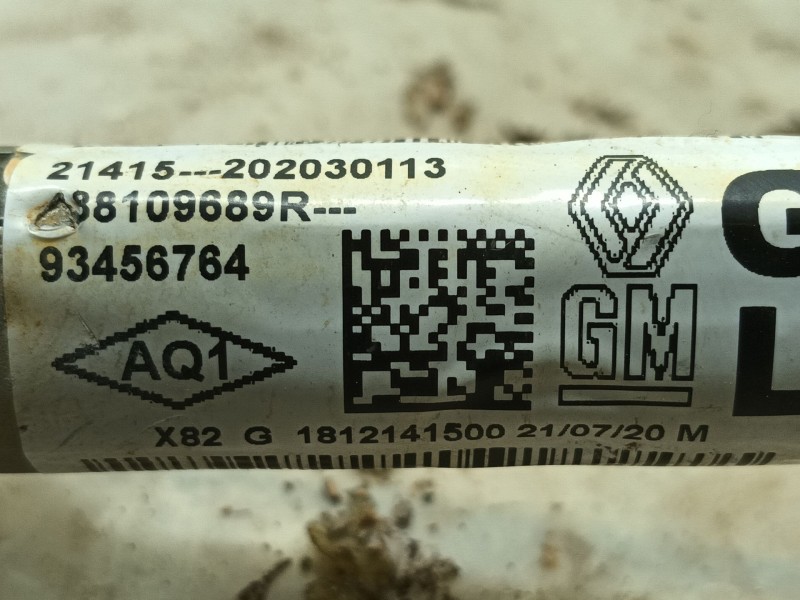 21415---202030113
88109689R---
93456764
AQ1
GM
X82 G 1812141500 21/07/20 M
G
L